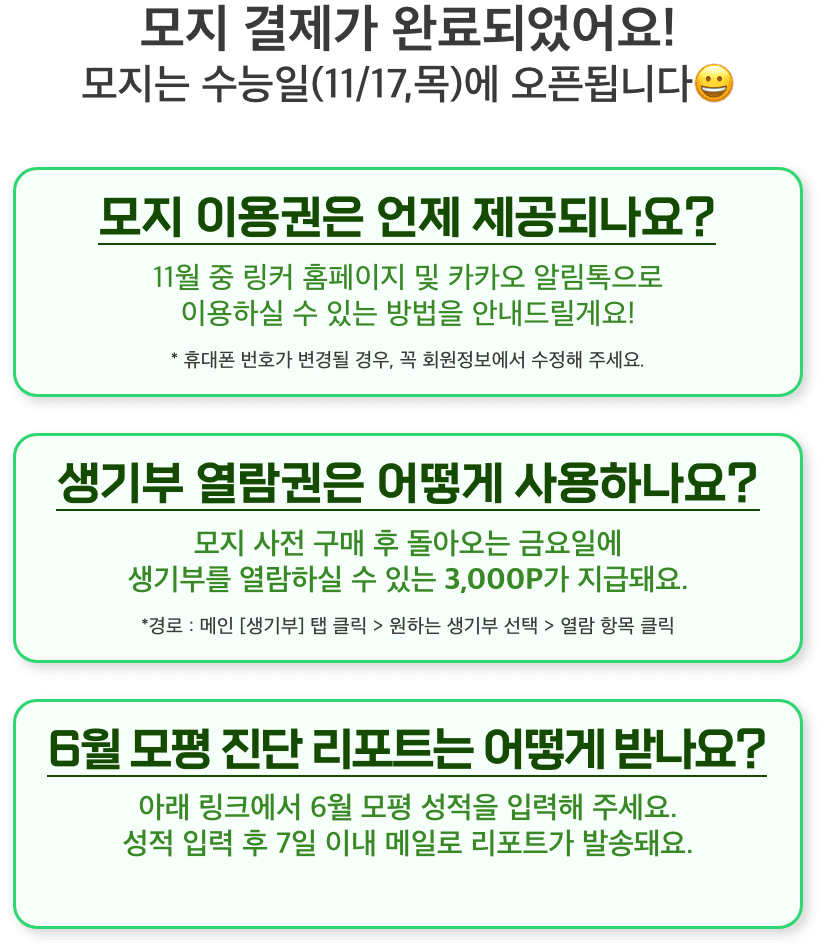 모지 결제가 완료되었어요!
모지는 수능일(11/17,목)에 오픈됩니다😀
모지 이용권은 언제 제공되나요?
11월 중 링커 홈페이지 및 카카오 알림톡으로
이용하실 수 있는 방법을 안내드릴게요!
* 휴대폰 번호가 변경될 경우, 꼭 회원정보에서 수정해 주세요.
생기부 열람권은 어떻게 사용하나요?
모지 사전 구매 후 돌아오는 금요일에
생기부를 열람하실 수 있는 3,000P가 지급돼요.
*경로 : 메인 [생기부] 탭 클릭 > 원하는 생기부 선택 > 열람 항목 클릭
6월 모평 진단 리포트는 어떻게 받나요?
아래 링크에서 6월 모평 성적을 입력해 주세요.
성적 입력 후 7일 이내 메일로 리포트가 발송돼요.